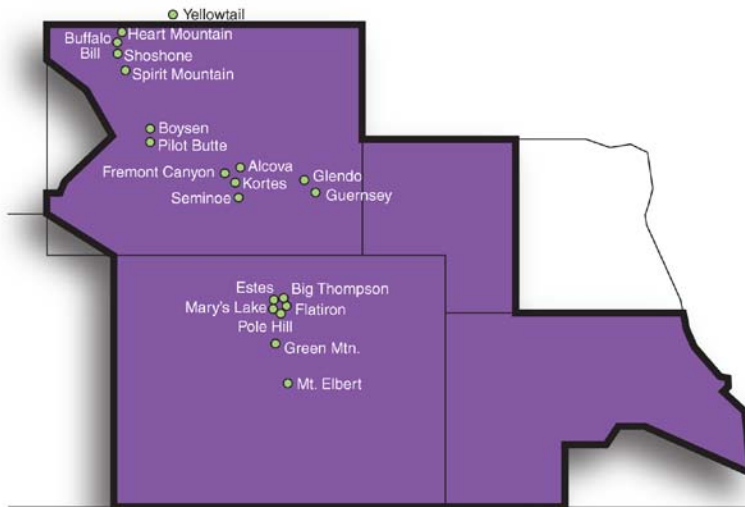 Yellowtail
Heart Mountain
Buffalo
Bill
Shoshone
Spirit Mountain
Boysen
Pilot Butte
Fremont Canyon
Alcova
Kortes
Seminoe
Glendo
Guernsey
Estes
Big Thompson
Mary's Lake
Flatiron
Pole Hill
Green Mtn.
Mt. Elbert